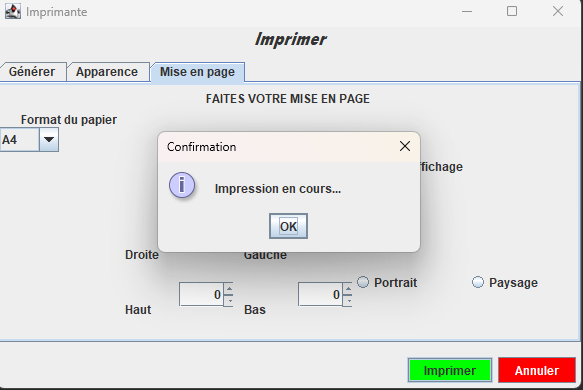 Imprimante
Imprimer
Générer Apparence Mise en page
FAITES VOTRE MISE EN PAGE
Format du papier
A4
Confirmation
ffichage
Impression en cours...
OK
Droite Gauche
0 0 Portrait Paysage
Haut Bas
Imprimer Annuler